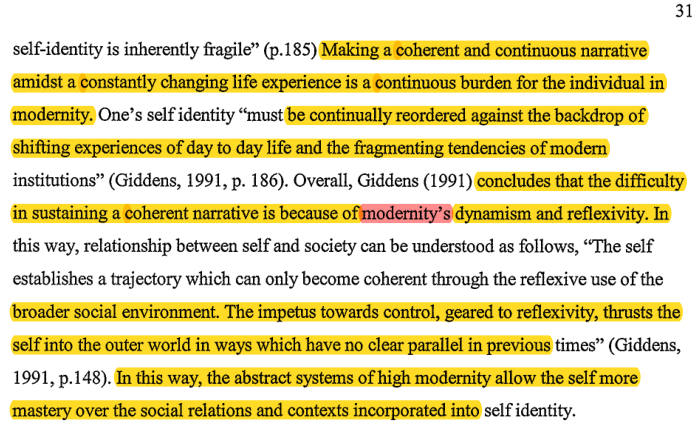 31
self-identity is inherently fragile” (p.185) Making a coherent and continuous narrative
amidst a constantly changing life experience is a continuous burden for the individual in
modernity. One’s self identity “must be continually reordered against the backdrop of
shifting experiences of day to day life and the fragmenting tendencies of modern
institutions” (Giddens, 1991, p. 186). Overall, Giddens (1991) concludes that the difficulty
in sustaining a coherent narrative is because of modernity’s dynamism and reflexivity. In
this way, relationship between self and society can be understood as follows, “The self
establishes a trajectory which can only become coherent through the reflexive use of the
broader social environment. The impetus towards control, geared to reflexivity, thrusts the
self into the outer world in ways which have no clear parallel in previous times” (Giddens,
1991, p.148). In this way, the abstract systems of high modernity allow the self more
mastery over the social relations and contexts incorporated into self identity.